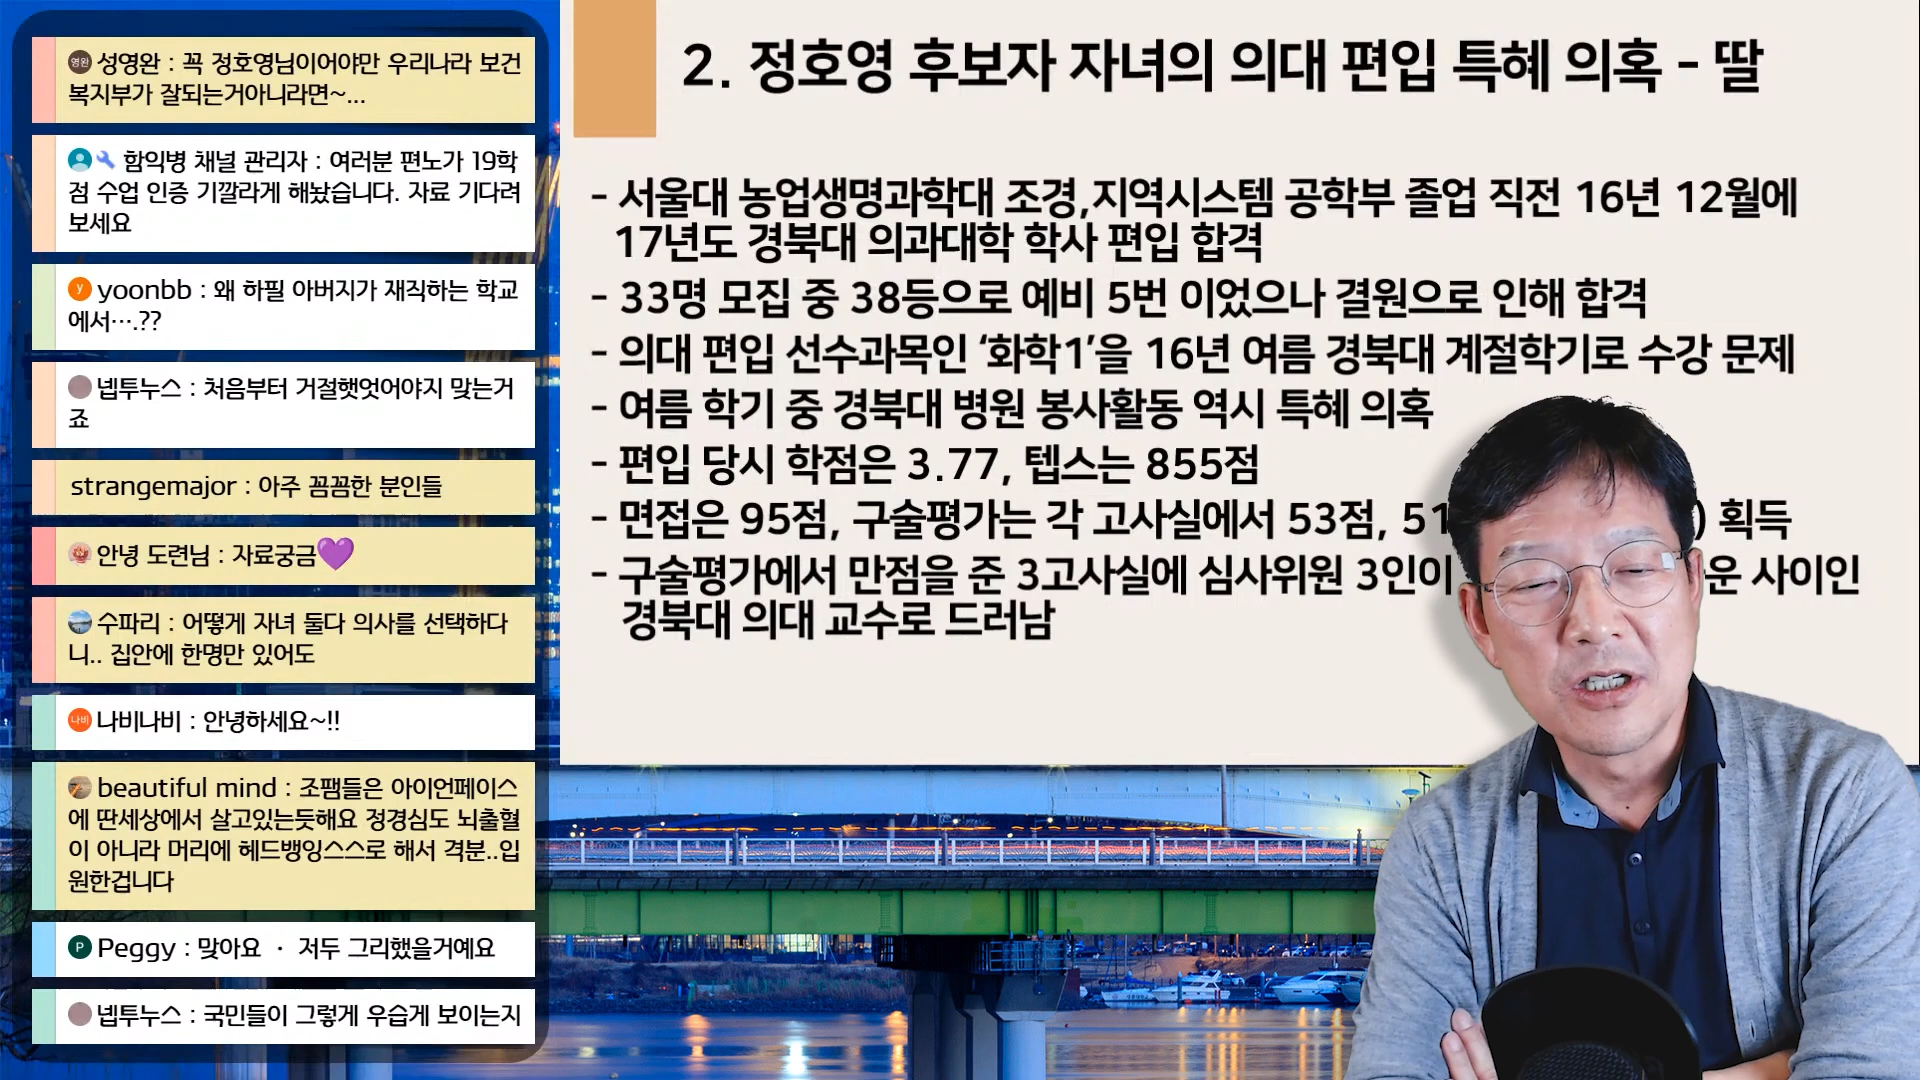 성영완 : 꼭 정호영님이어야만 우리나라 보건
복지부가 잘되는거아니라면~...
함익병 채널 관리자 : 여러분 편노가 19학
점 수업 인증 기깔라게 해놨습니다. 자료 기다려
보세요
yoonbb : 왜 하필 아버지가 재직하는 학교
에서….??
넵투누스 : 처음부터 거절햇엇어야지 맞는거
죠
strangemajor : 아주 꼼꼼한 분인들
안녕 도련님 : 자료궁금💜
수파리 : 어떻게 자녀 둘다 의사를 선택하다
니.. 집안에 한명만 있어도
나비나비 : 안녕하세요~!!
beautiful mind : 조팸들은 아이언페이스
에 딴세상에서 살고있는듯해요 정경심도 뇌출혈
이 아니라 머리에 헤드뱅잉스스로 해서 격분..입
원한겁니다
Peggy : 맞아요 · 저두 그리했을거예요
넵투누스 : 국민들이 그렇게 우습게 보이는지
2. 정호영 후보자 자녀의 의대 편입 특혜 의혹 - 딸
- 서울대 농업생명과학대 조경,지역시스템 공학부 졸업 직전 16년 12월에
17년도 경북대 의과대학 학사 편입 합격
- 33명 모집 중 38등으로 예비 5번 이었으나 결원으로 인해 합격
- 의대 편입 선수과목인 ‘화학1’을 16년 여름 경북대 계절학기로 수강 문제
- 여름 학기 중 경북대 병원 봉사활동 역시 특혜 의혹
- 편입 당시 학점은 3.77, 텝스는 855점
- 면접은 95점, 구술평가는 각 고사실에서 53점, 51 ) 획득
- 구술평가에서 만점을 준 3고사실에 심사위원 3인이 운 사이인
경북대 의대 교수로 드러남